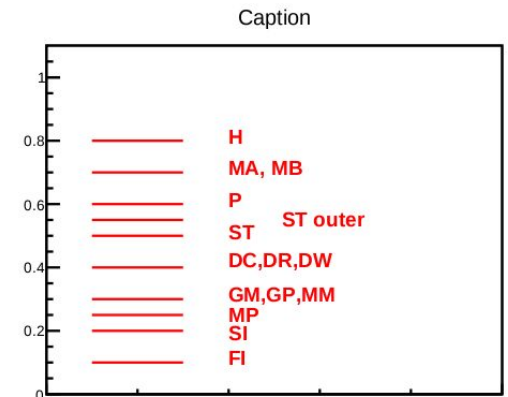 Caption
1
0.8
H
MA, MB
0.6
P
ST outer
ST
0.4
DC,DR,DW
GM,GP,MM
MP
0.2
SI
FI
0